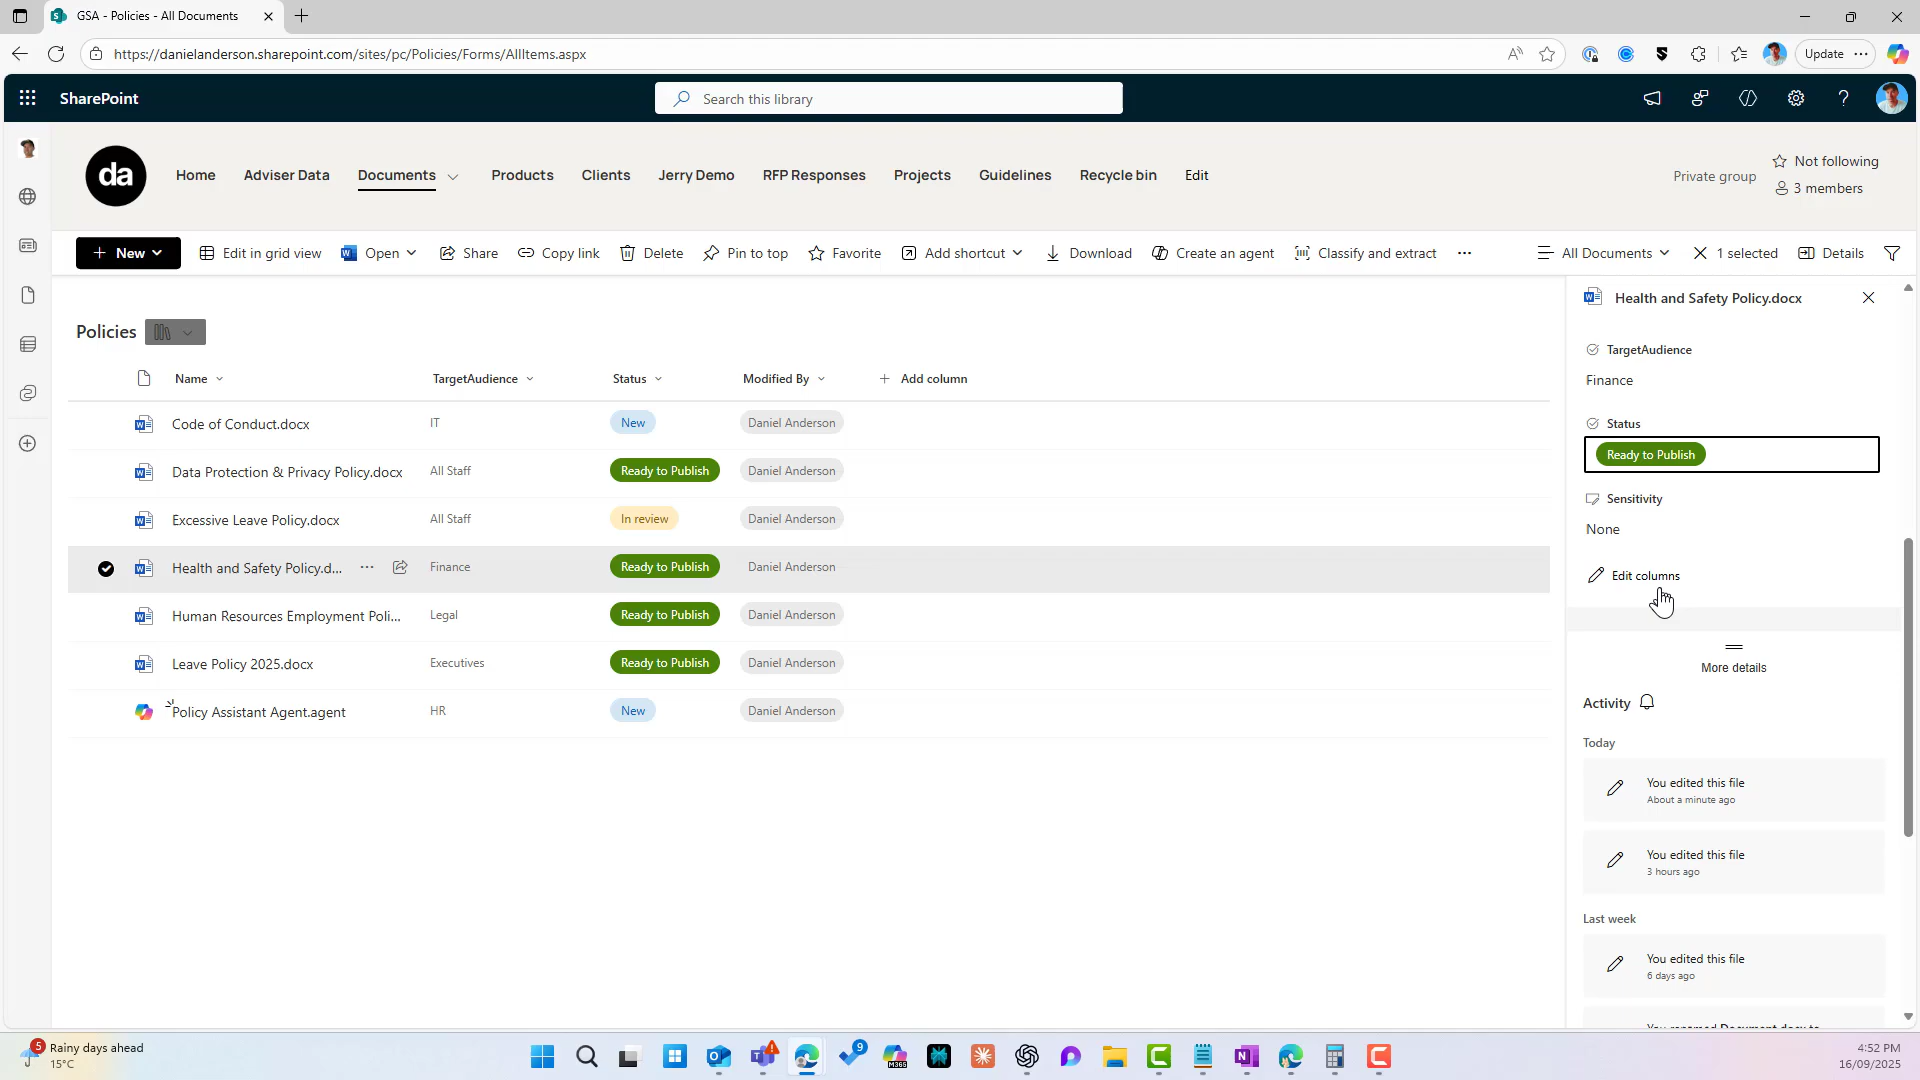 GSA - Policies - All Documents
https://danielanderson.sharepoint.com/sites/pc/Policies/Forms/AllItems.aspx
Update
SharePoint
Search this library
da
Home
Adviser Data
Documents
Products
Clients
Jerry Demo
RFP Responses
Projects
Guidelines
Recycle bin
Edit
Private group
Not following
3 members
New
Edit in grid view
Open
Share
Copy link
Delete
Pin to top
Favorite
Add shortcut
Download
Create an agent
Classify and extract
All Documents
1 selected
Details
Policies
Name
TargetAudience
Status
Modified By
Add column
Code of Conduct.docx
IT
New
Daniel Anderson
Data Protection & Privacy Policy.docx
All Staff
Ready to Publish
Daniel Anderson
Excessive Leave Policy.docx
All Staff
In review
Daniel Anderson
Health and Safety Policy.d...
Finance
Ready to Publish
Daniel Anderson
Human Resources Employment Poli...
Legal
Ready to Publish
Daniel Anderson
Leave Policy 2025.docx
Executives
Ready to Publish
Daniel Anderson
Policy Assistant Agent.agent
HR
New
Daniel Anderson
Health and Safety Policy.docx
TargetAudience
Finance
Status
Ready to Publish
Sensitivity
None
Edit columns
More details
Activity
Today
You edited this file
About a minute ago
You edited this file
3 hours ago
Last week
You edited this file
6 days ago
You renamed Document.docx to
5
Rainy days ahead
15°C
9
M365
4:52 PM
16/09/2025